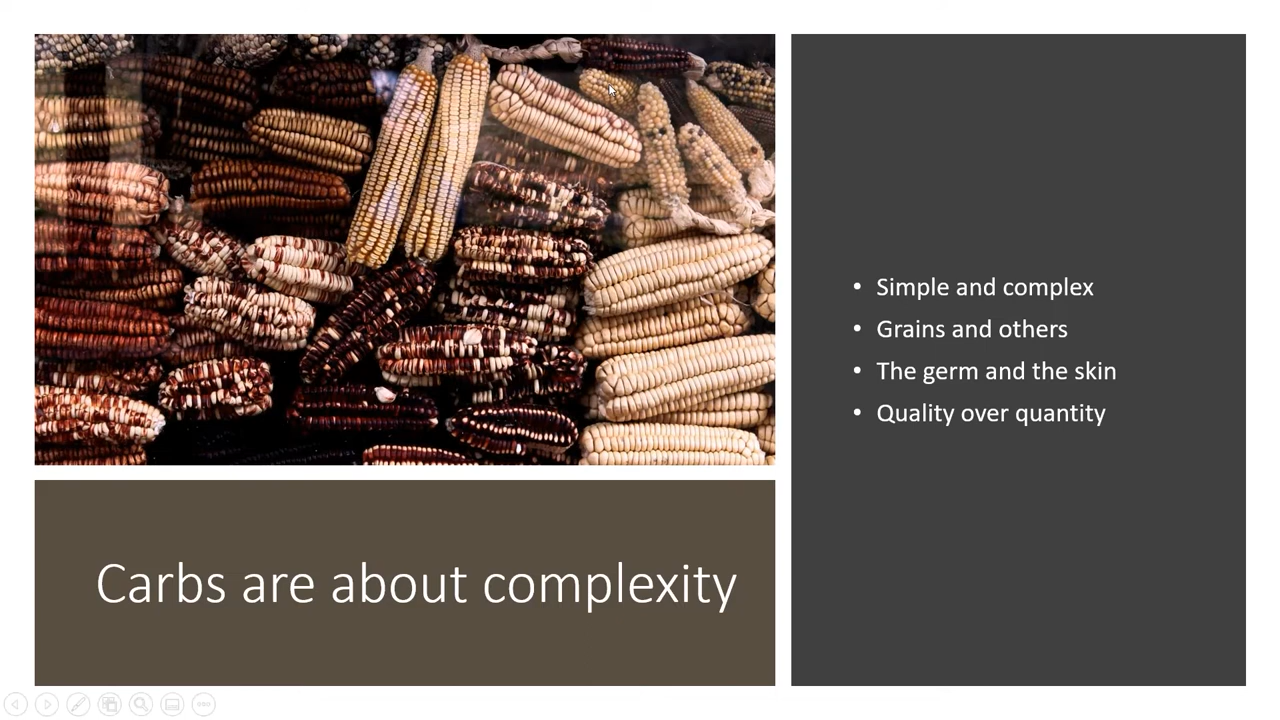 Simple and complex
Grains and others
The germ and the skin
Quality over quantity
Carbs are about complexity